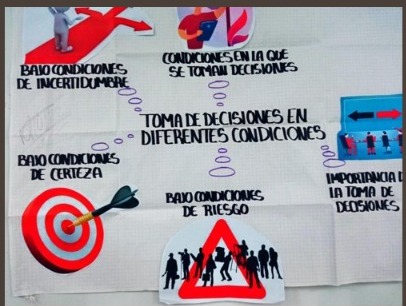 BAJO CONDICIONES
DE INCERTIDUMBRE
CONDICIONES EN LA QUE
SE TOMAN DECISIONES
TOMA DE DECISIONES EN
DIFERENTES CONDICIONES
BAJO CONDICIONES
DE CERTEZA
BAJO CONDICIONES
DE RIESGO
IMPORTANCIA D
LA TOMA DE
DECISIONES